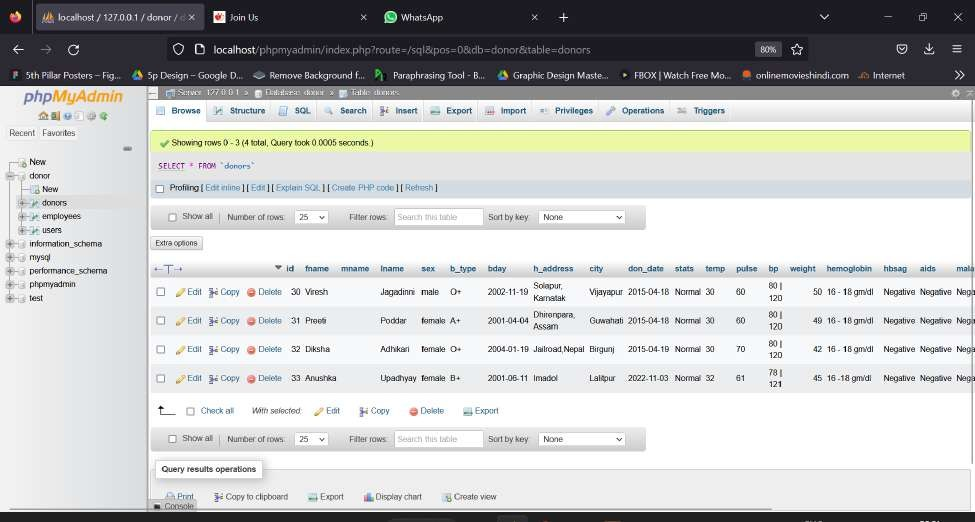 localhost / 127.0.0.1 / donor / d
Join Us
WhatsApp
localhost/phpmyadmin/index.php?route=/sql&pos=0&db=donor&table=donors
80%
5th Pillar Posters – Fig...
5p Design – Google D...
Remove Background f...
Paraphrasing Tool - B...
Graphic Design Maste...
FBOX | Watch Free Mo...
onlinemovieshindi.com
Internet
phpMyAdmin
Recent Favorites
New
donor
New
donors
employees
users
information_schema
mysql
performance_schema
phpmyadmin
test
Server: 127.0.0.1 » Database: donor » Table: donors
Browse Structure SQL Search Insert Export Import Privileges Operations Triggers
Showing rows 0 - 3 (4 total, Query took 0.0005 seconds.)
SELECT * FROM `donors`
Profiling [ Edit inline ] [ Edit ] [ Explain SQL ] [ Create PHP code ] [ Refresh ]
Show all Number of rows: 25 Filter rows: Search this table Sort by key: None
Extra options
←T→ id fname mname lname sex b_type bday h_address city don_date stats temp pulse bp weight hemoglobin hbsag aids mala
Edit Copy Delete 30 Viresh Jagadinni male O+ 2002-11-19 Solapur, Karnatak Vijayapur 2015-04-18 Normal 30 60 80 | 120 50 16 - 18 gm/dl Negative Negative Nega
Edit Copy Delete 31 Preeti Poddar female A+ 2001-04-04 Dhirenpara, Assam Guwahati 2015-04-18 Normal 30 60 80 | 120 49 16 - 18 gm/dl Negative Negative Nega
Edit Copy Delete 32 Diksha Adhikari female O+ 2004-01-19 Jailroad,Nepal Birgunj 2015-04-19 Normal 30 70 80 | 120 42 16 - 18 gm/dl Negative Negative Nega
Edit Copy Delete 33 Anushka Upadhyay female B+ 2001-06-11 Imadol Lalitpur 2022-11-03 Normal 32 61 78 | 121 45 16 -18 gm/dl Negative Negative Nega
Check all With selected: Edit Copy Delete Export
Show all Number of rows: 25 Filter rows: Search this table Sort by key: None
Query results operations
Print Copy to clipboard Export Display chart Create view
Console